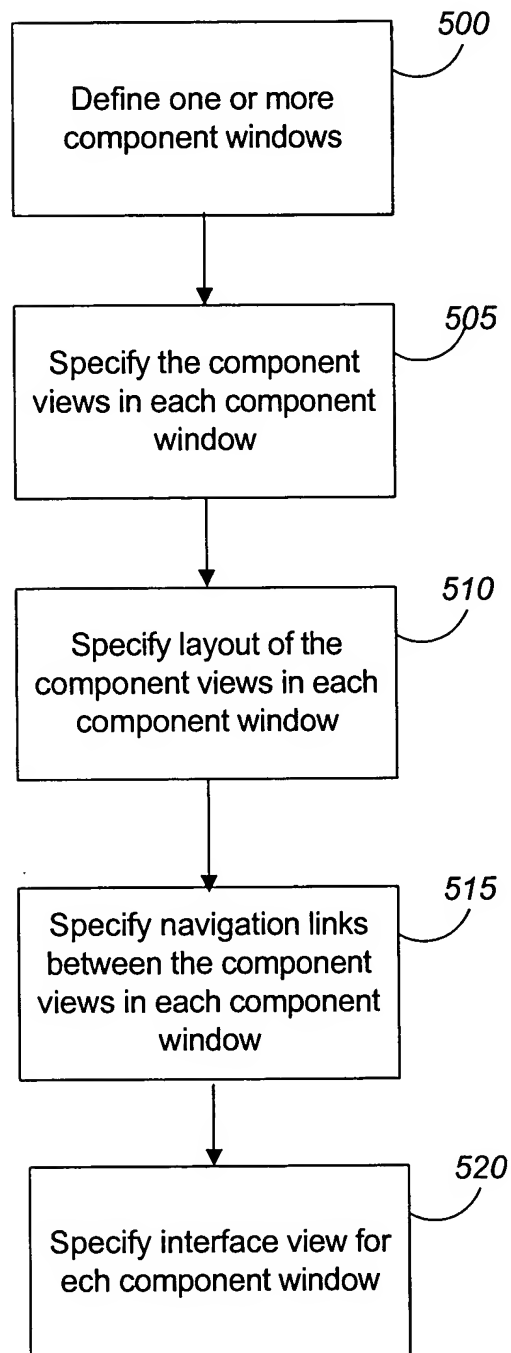 500
Define one or more
component windows
505
Specify the component
views in each component
window
510
Specify layout of the
component views in each
component window
515
Specify navigation links
between the component
views in each component
window
520
Specify interface view for
ech component window